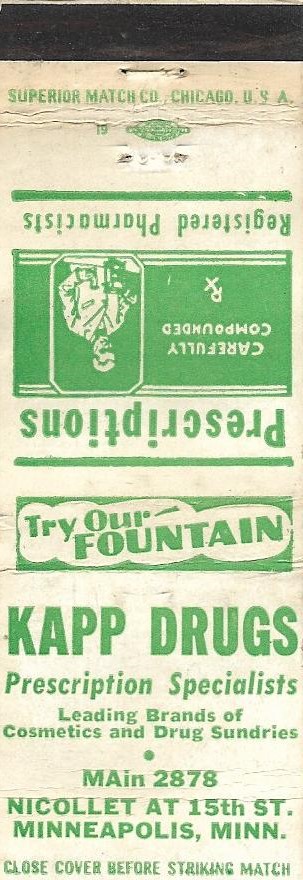 SUPERIOR MATCH CO., CHICAGO, U. S. A.
19
Prescriptions
CAREFULLY
COMPOUNDED
℞
Registered Pharmacists
Try Our
FOUNTAIN
KAPP DRUGS
Prescription Specialists
Leading Brands of
Cosmetics and Drug Sundries
•
MAin 2878
NICOLLET AT 15th ST.
MINNEAPOLIS, MINN.
CLOSE COVER BEFORE STRIKING MATCH